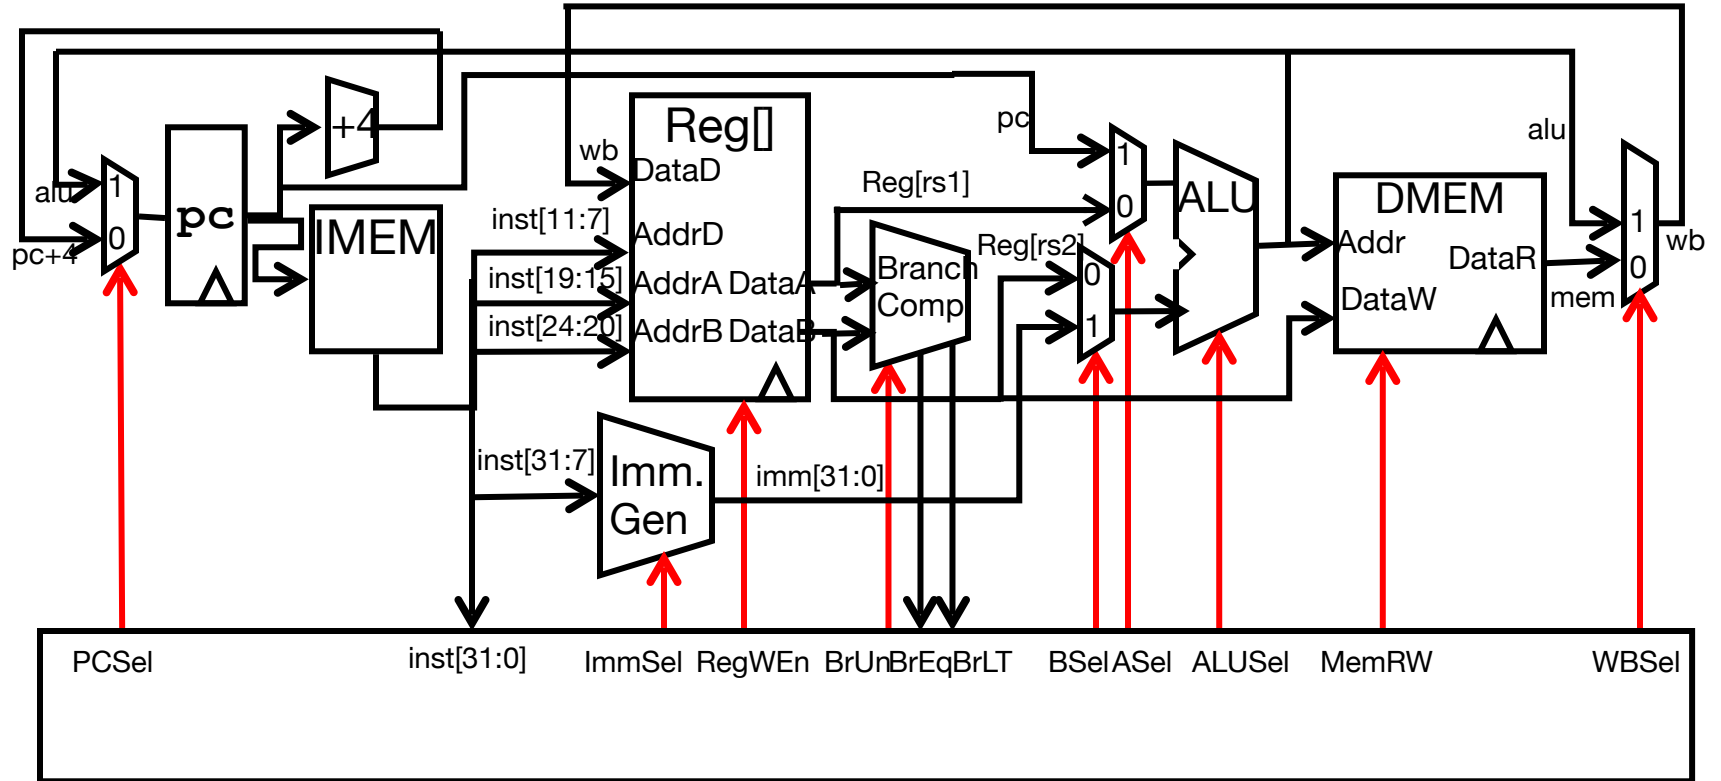 alu
pc+4
1
0
pc
+4
IMEM
wb
Reg[]
DataD
inst[11:7]
AddrD
inst[19:15]
AddrA DataA
inst[24:20]
AddrB DataB
inst[31:7]
Imm.
Gen
imm[31:0]
Reg[rs1]
Branch
Comp
Reg[rs2]
pc
1
0
0
1
ALU
DMEM
Addr
DataR
DataW
alu
mem
1
0
wb
PCSel
inst[31:0]
ImmSel
RegWEn
BrUn
BrEq
BrLT
BSel
ASel
ALUSel
MemRW
WBSel